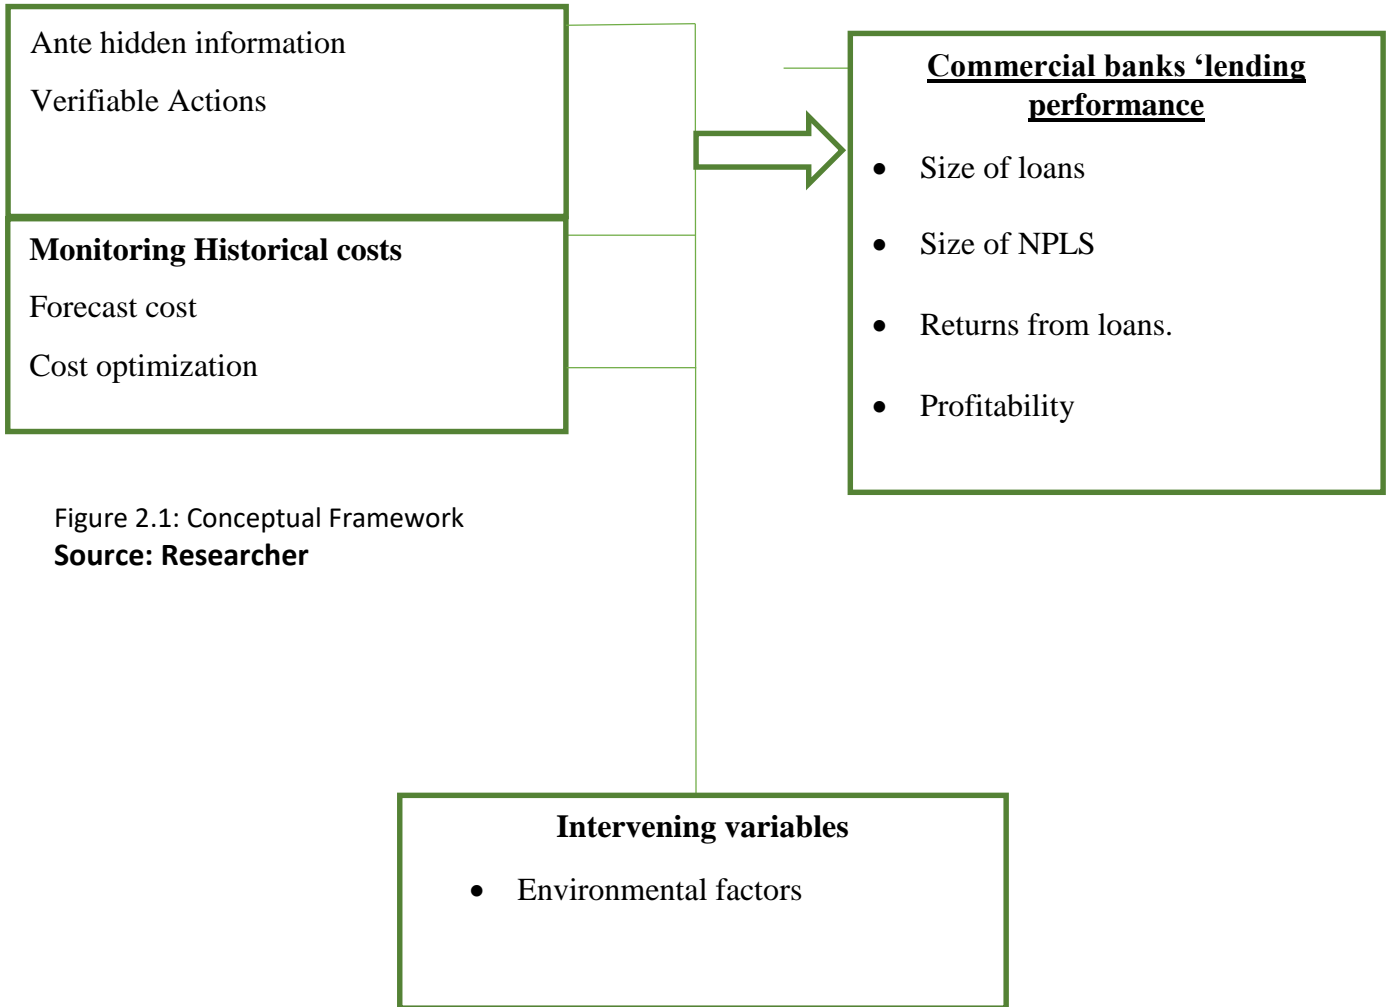 Ante hidden information
Verifiable Actions
Monitoring Historical costs
Forecast cost
Cost optimization
Commercial banks ‘lending
performance
• Size of loans
• Size of NPLS
• Returns from loans.
• Profitability
Figure 2.1: Conceptual Framework
Source: Researcher
Intervening variables
• Environmental factors